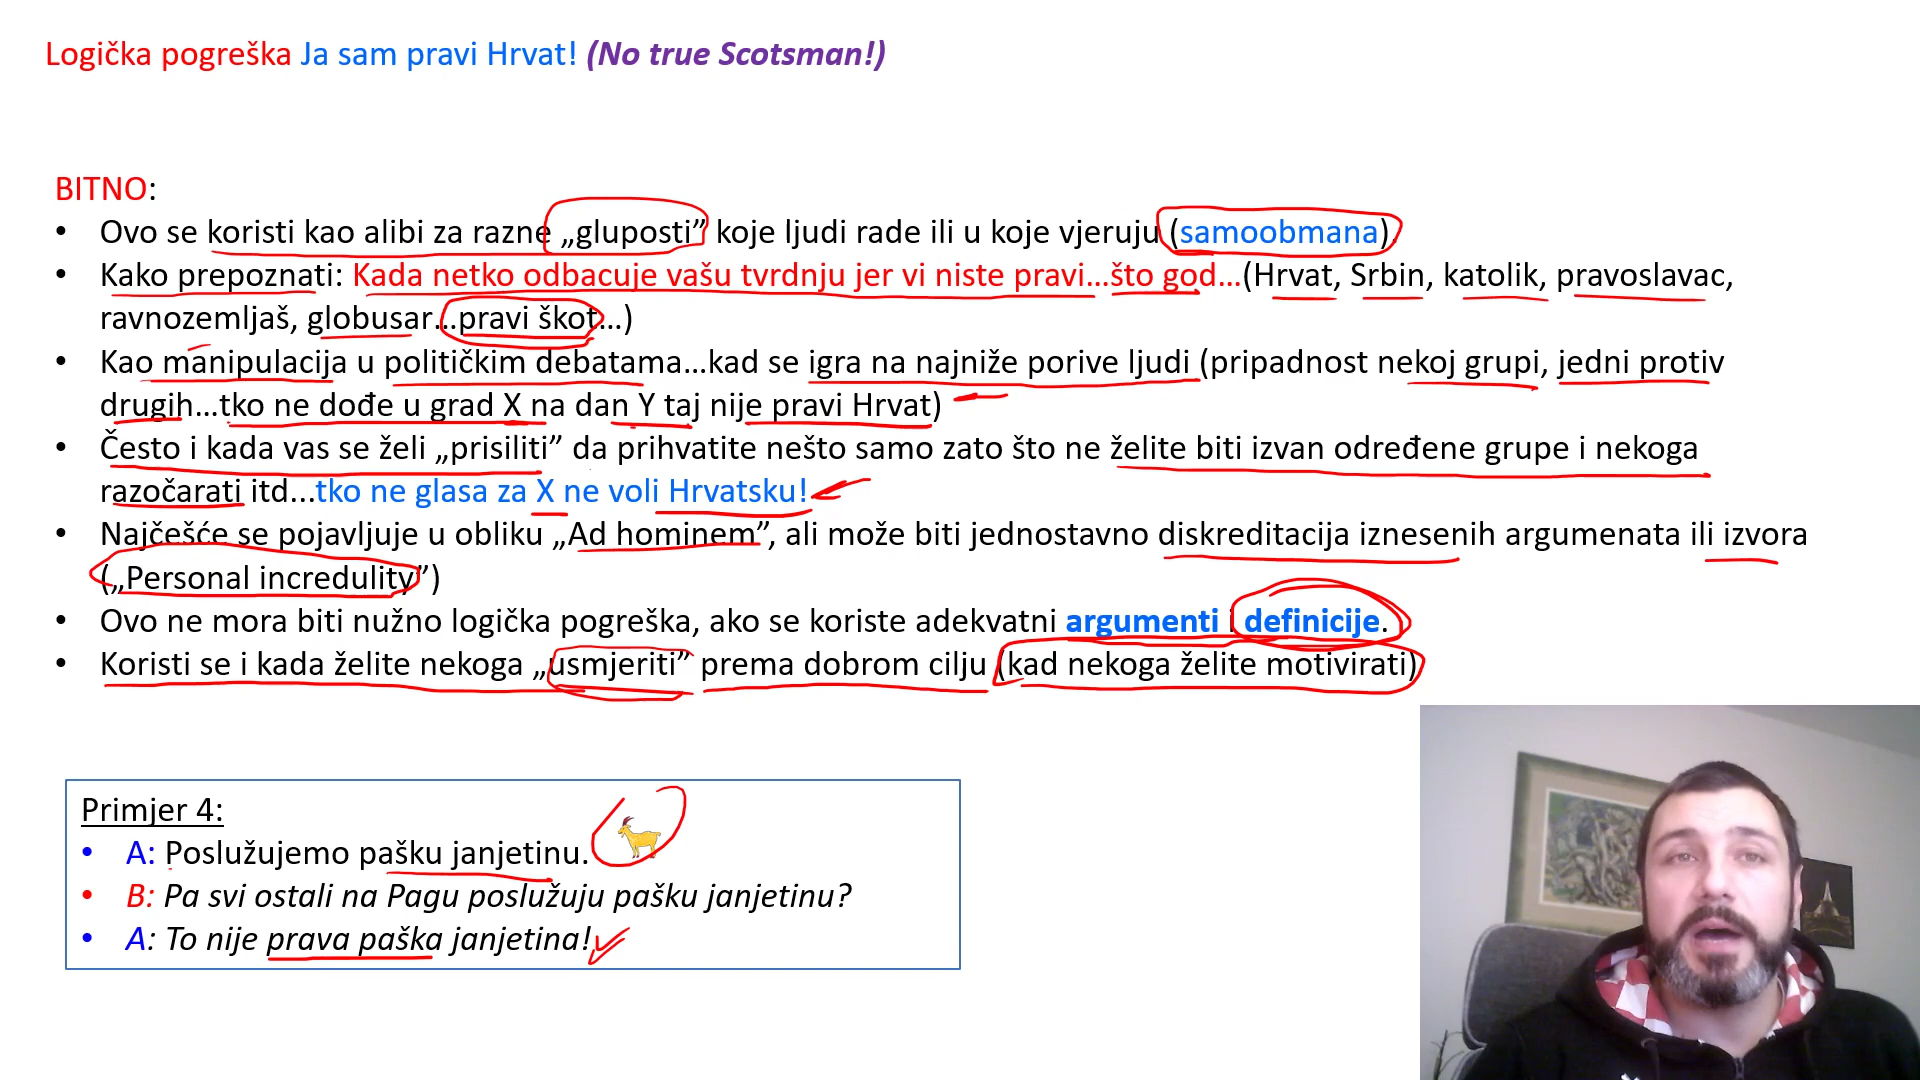 Logička pogreška Ja sam pravi Hrvat! (No true Scotsman!)
BITNO:
• Ovo se koristi kao alibi za razne „gluposti” koje ljudi rade ili u koje vjeruju (samoobmana).
• Kako prepoznati: Kada netko odbacuje vašu tvrdnju jer vi niste pravi…što god…(Hrvat, Srbin, katolik, pravoslavac,
ravnozemljaš, globusar…pravi škot…)
• Kao manipulacija u političkim debatama…kad se igra na najniže porive ljudi (pripadnost nekoj grupi, jedni protiv
drugih…tko ne dođe u grad X na dan Y taj nije pravi Hrvat)
• Često i kada vas se želi „prisiliti” da prihvatite nešto samo zato što ne želite biti izvan određene grupe i nekoga
razočarati itd...tko ne glasa za X ne voli Hrvatsku!
• Najčešće se pojavljuje u obliku „Ad hominem”, ali može biti jednostavno diskreditacija iznesenih argumenata ili izvora
(„Personal incredulity”)
• Ovo ne mora biti nužno logička pogreška, ako se koriste adekvatni argumenti i definicije.
• Koristi se i kada želite nekoga „usmjeriti” prema dobrom cilju (kad nekoga želite motivirati)
Primjer 4:
• A: Poslužujemo pašku janjetinu.
• B: Pa svi ostali na Pagu poslužuju pašku janjetinu?
• A: To nije prava paška janjetina!